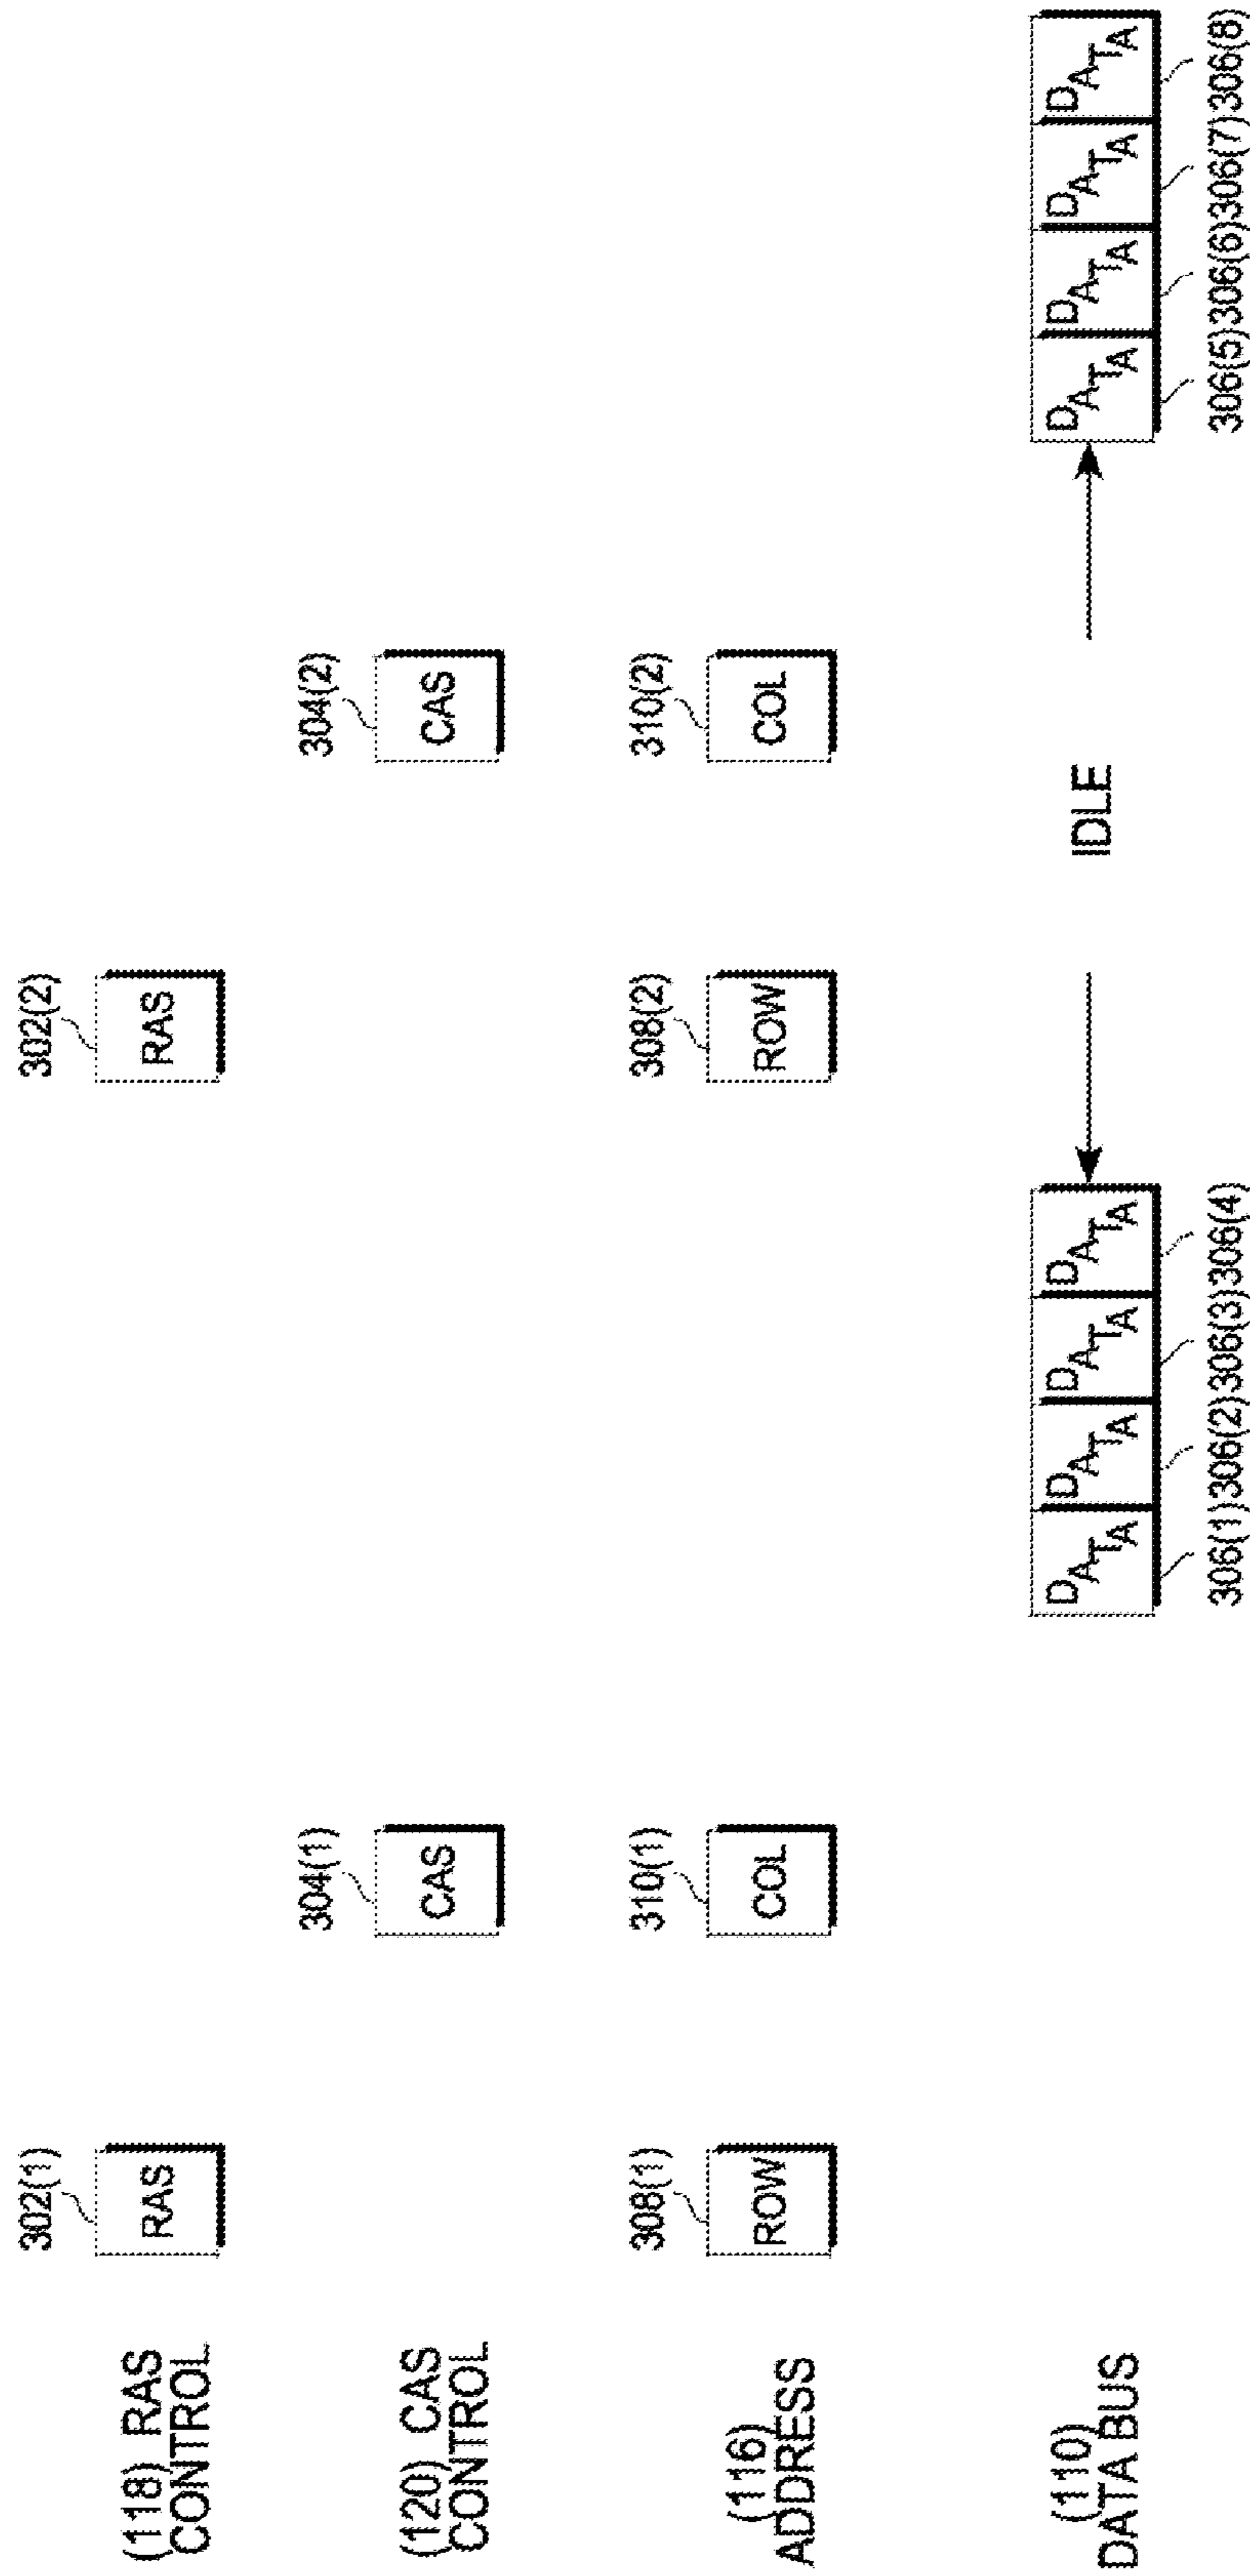 302(1)
302(2)
(118) RAS
CONTROL
RAS
RAS
304(1)
304(2)
(120) CAS
CONTROL
CAS
CAS
308(1)
310(1)
308(2)
310(2)
(116)
ADDRESS
ROW
COL
ROW
COL
(110)
DATA BUS
DATA
DATA
DATA
DATA
IDLE
DATA
DATA
DATA
DATA
306(1) 306(2) 306(3) 306(4)
306(5) 306(6) 306(7) 306(8)